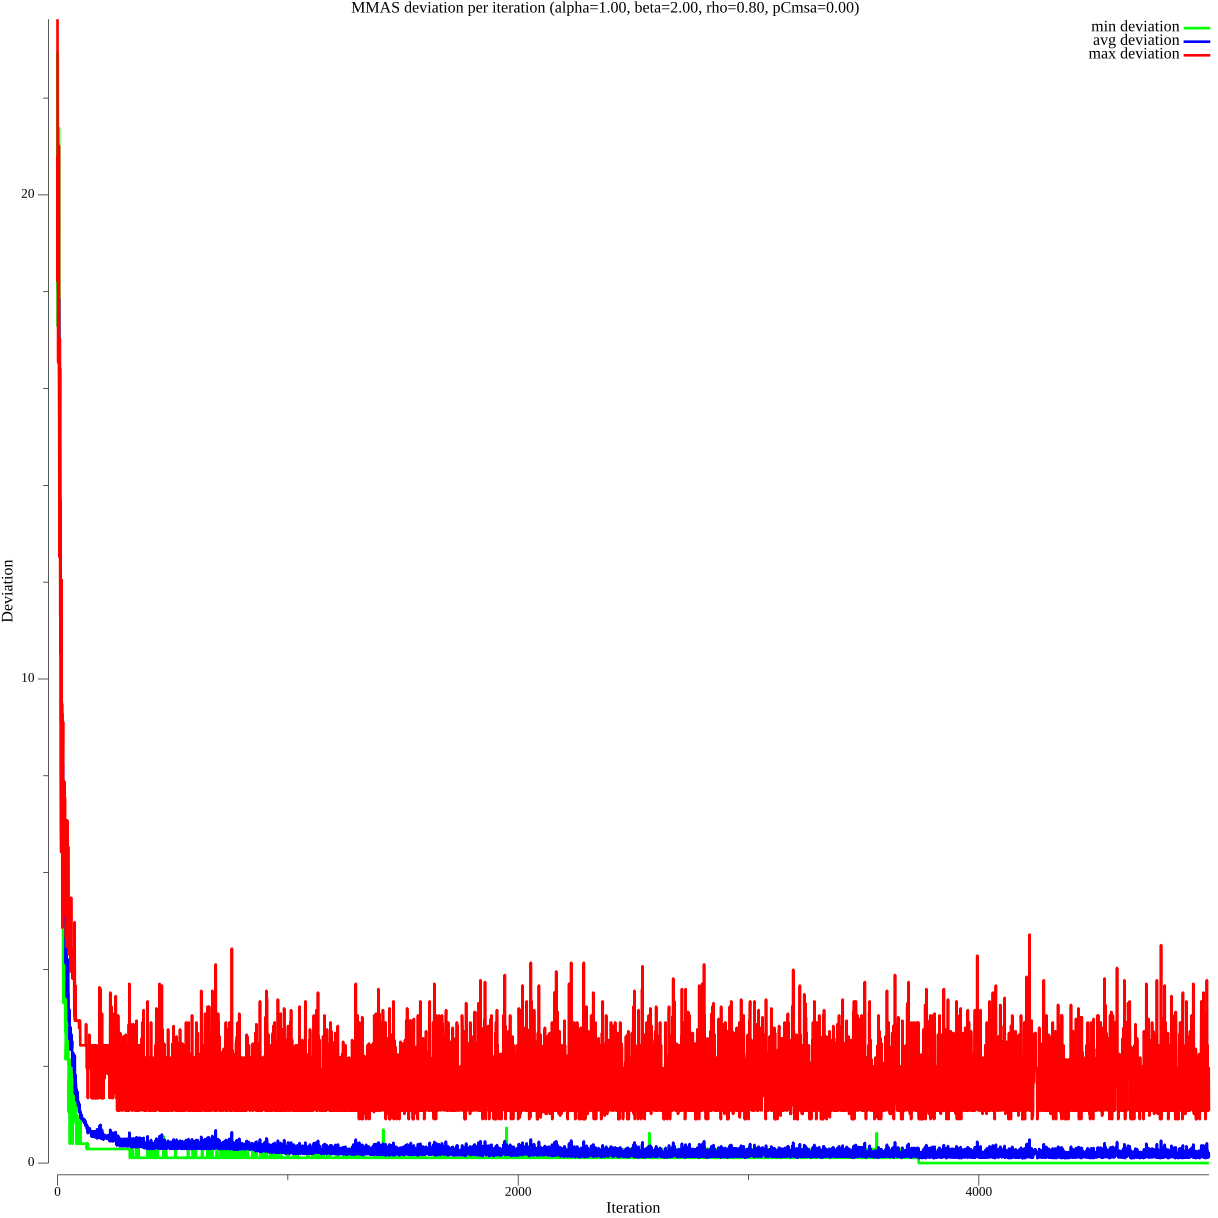 MMAS deviation per iteration (alpha=1.00, beta=2.00, rho=0.80, pCmsa=0.00)
min deviation
avg deviation
max deviation
20
10
0
Deviation
0
2000
4000
Iteration